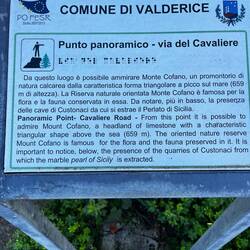 COMUNE DI VALDERICE
PO FESR
Punto panoramico - via del Cavaliere
Da questo luogo è possibile ammirare Monte Cofano, un promontorio di
natura calcarea dalla caratteristica forma triangolare a picco sul mare (659
m di altezza). La Riserva naturale orientata Monte Cofano è famosa per la
flora e la fauna conservata in essa. Da notare, più in basso, la presenza
delle cave di Custonaci da cui si estrae il Perlato di Sicilia.
Panoramic Point- Cavaliere Road - From this point it is possible to
admire Mount Cofano, a headland of limestone with a characteristic
triangular shape above the sea (659 m). The oriented nature reserve
Mount Cofano is famous for the flora and the fauna preserved in it. It is
important to notice, below, the presence of the quarries of Custonaci from
which the marble pearl of Sicily is extracted.